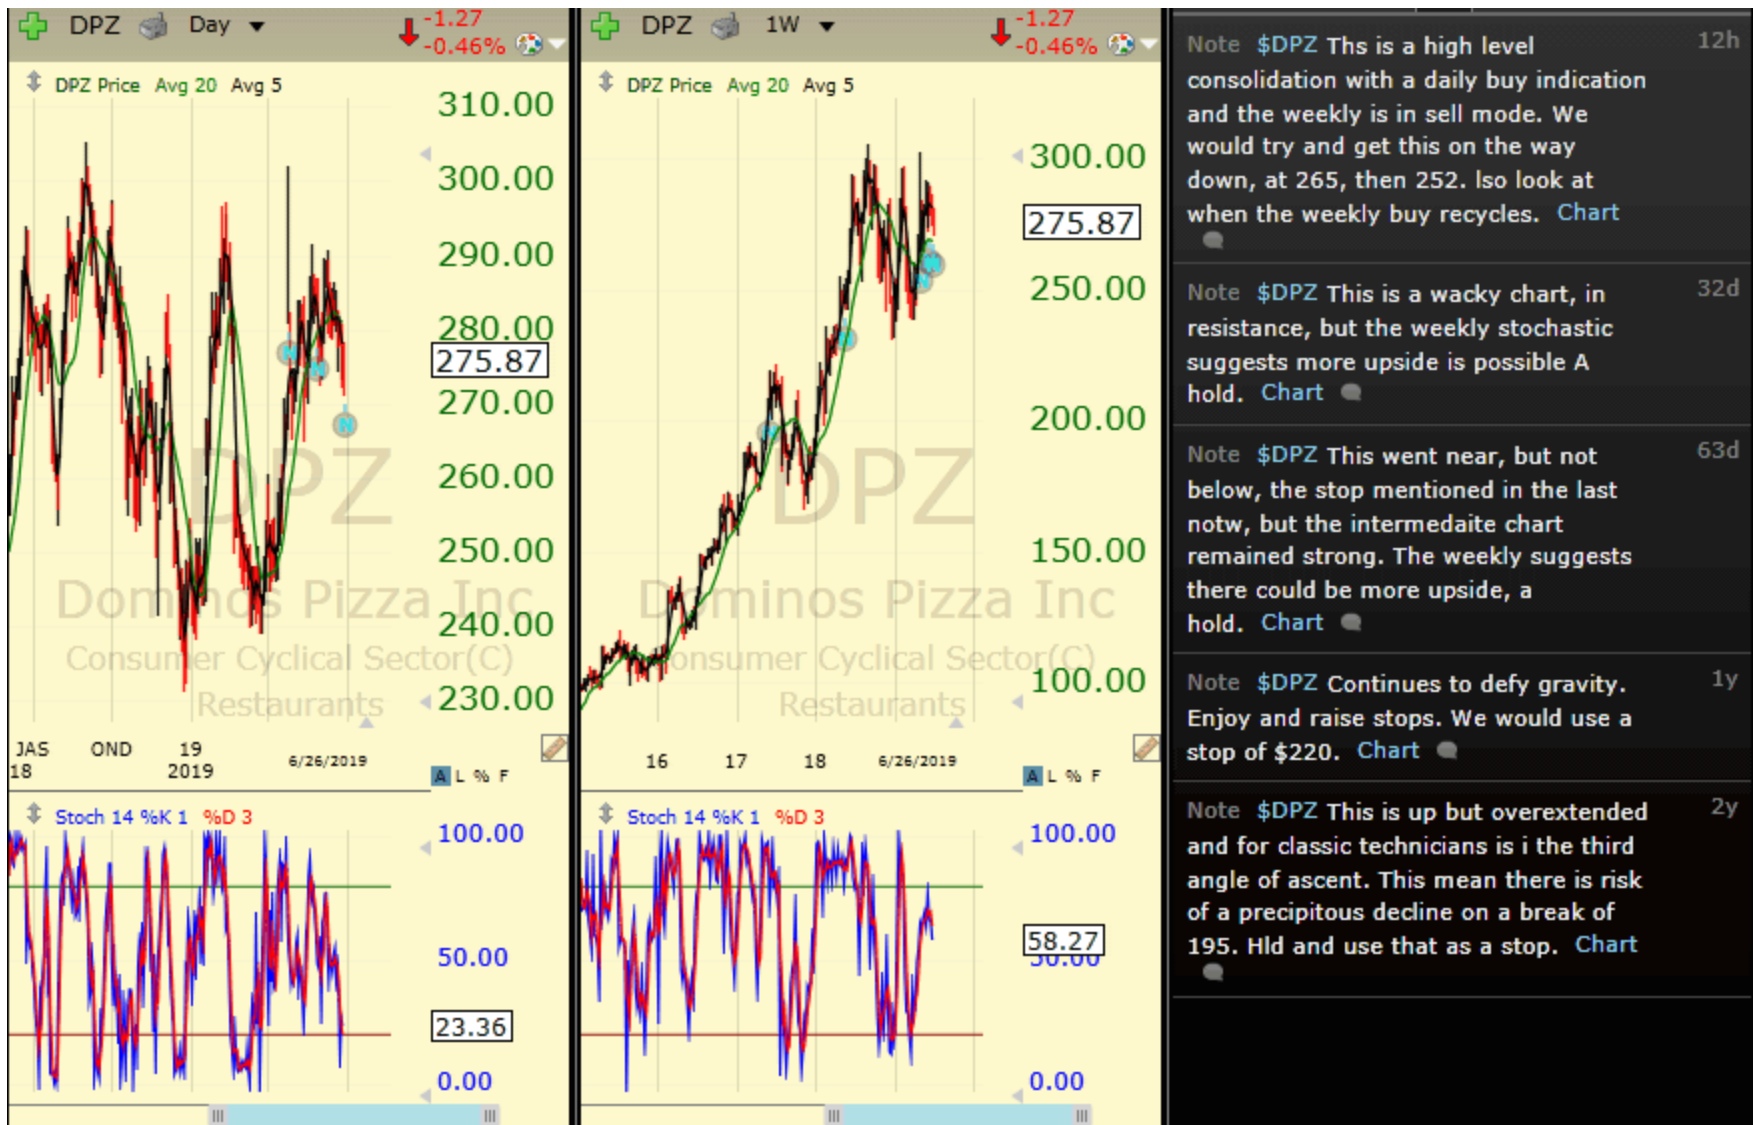 DPZ Day -1.27
-0.46%
DPZ Price Avg 20 Avg 5
310.00
300.00
290.00
280.00
275.87
270.00
260.00
250.00
240.00
230.00
N
N
N
DPZ
Dominos Pizza Inc
Consumer Cyclical Sector(C)
Restaurants
JAS OND 19 6/26/2019
18 2019
A L % F
Stoch 14 %K 1 %D 3
100.00
50.00
23.36
0.00
DPZ 1W -1.27
-0.46%
DPZ Price Avg 20 Avg 5
300.00
275.87
250.00
200.00
150.00
100.00
N
N
N
N
DPZ
Dominos Pizza Inc
Consumer Cyclical Sector(C)
Restaurants
16 17 18 6/26/2019
A L % F
Stoch 14 %K 1 %D 3
100.00
58.27
50.00
0.00
Note $DPZ Ths is a high level 12h
consolidation with a daily buy indication
and the weekly is in sell mode. We
would try and get this on the way
down, at 265, then 252. lso look at
when the weekly buy recycles. Chart
Note $DPZ This is a wacky chart, in 32d
resistance, but the weekly stochastic
suggests more upside is possible A
hold. Chart
Note $DPZ This went near, but not 63d
below, the stop mentioned in the last
notw, but the intermedaite chart
remained strong. The weekly suggests
there could be more upside, a
hold. Chart
Note $DPZ Continues to defy gravity. 1y
Enjoy and raise stops. We would use a
stop of $220. Chart
Note $DPZ This is up but overextended 2y
and for classic technicians is i the third
angle of ascent. This mean there is risk
of a precipitous decline on a break of
195. Hld and use that as a stop. Chart